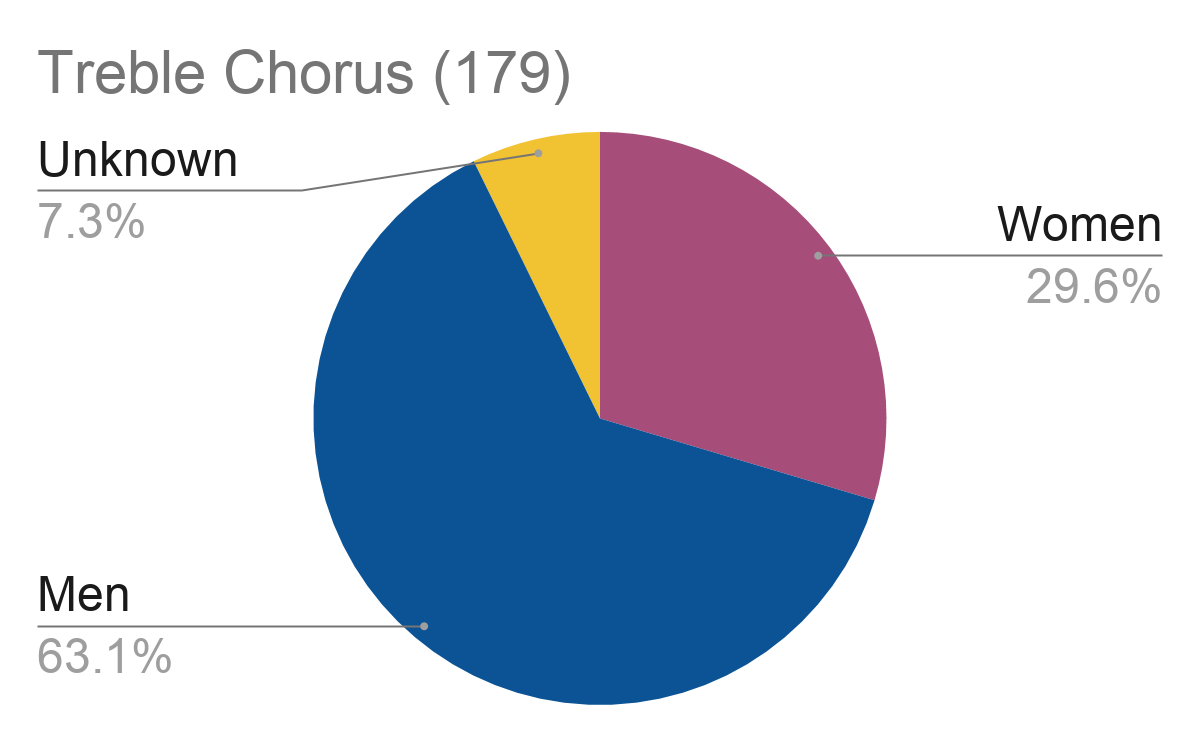 Treble Chorus (179)
Unknown
7.3%
Women
29.6%
Men
63.1%